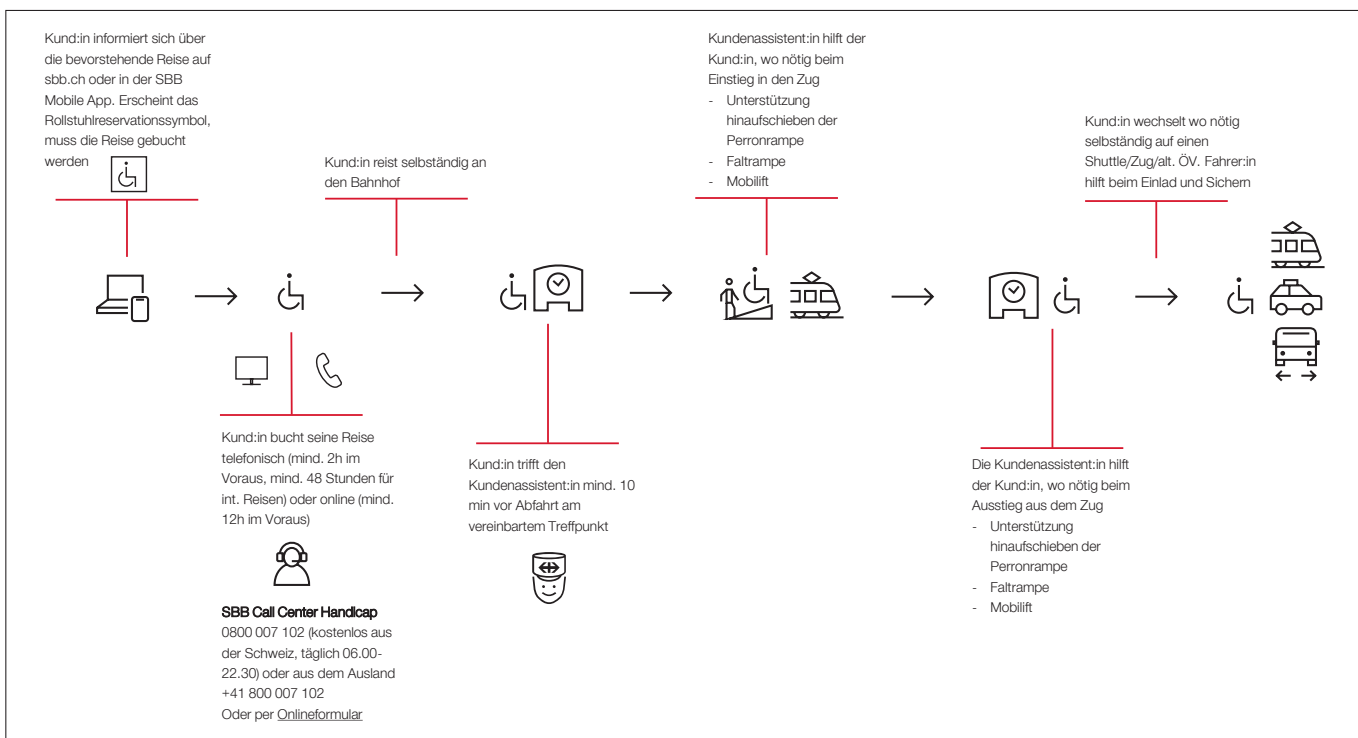 Kund:in informiert sich über
die bevorstehende Reise auf
sbb.ch oder in der SBB
Mobile App. Erscheint das
Rollstuhlreservationssymbol,
muss die Reise gebucht
werden
Kund:in reist selbständig an
den Bahnhof
Kundenassistent:in hilft der
Kund:in, wo nötig beim
Einstieg in den Zug
- Unterstützung
hinaufschieben der
Perronrampe
- Faltrampe
- Mobilift
Kund:in wechselt wo nötig
selbständig auf einen
Shuttle/Zug/alt. ÖV. Fahrer:in
hilft beim Einlad und Sichern
Kund:in bucht seine Reise
telefonisch (mind. 2h im
Voraus, mind. 48 Stunden für
int. Reisen) oder online (mind.
12h im Voraus)
SBB Call Center Handicap
0800 007 102 (kostenlos aus
der Schweiz, täglich 06.00-
22.30) oder aus dem Ausland
+41 800 007 102
Oder per Onlineformular
Kund:in trifft den
Kundenassistent:in mind. 10
min vor Abfahrt am
vereinbartem Treffpunkt
Die Kundenassistent:in hilft
der Kund:in, wo nötig beim
Ausstieg aus dem Zug
- Unterstützung
hinaufschieben der
Perronrampe
- Faltrampe
- Mobilift